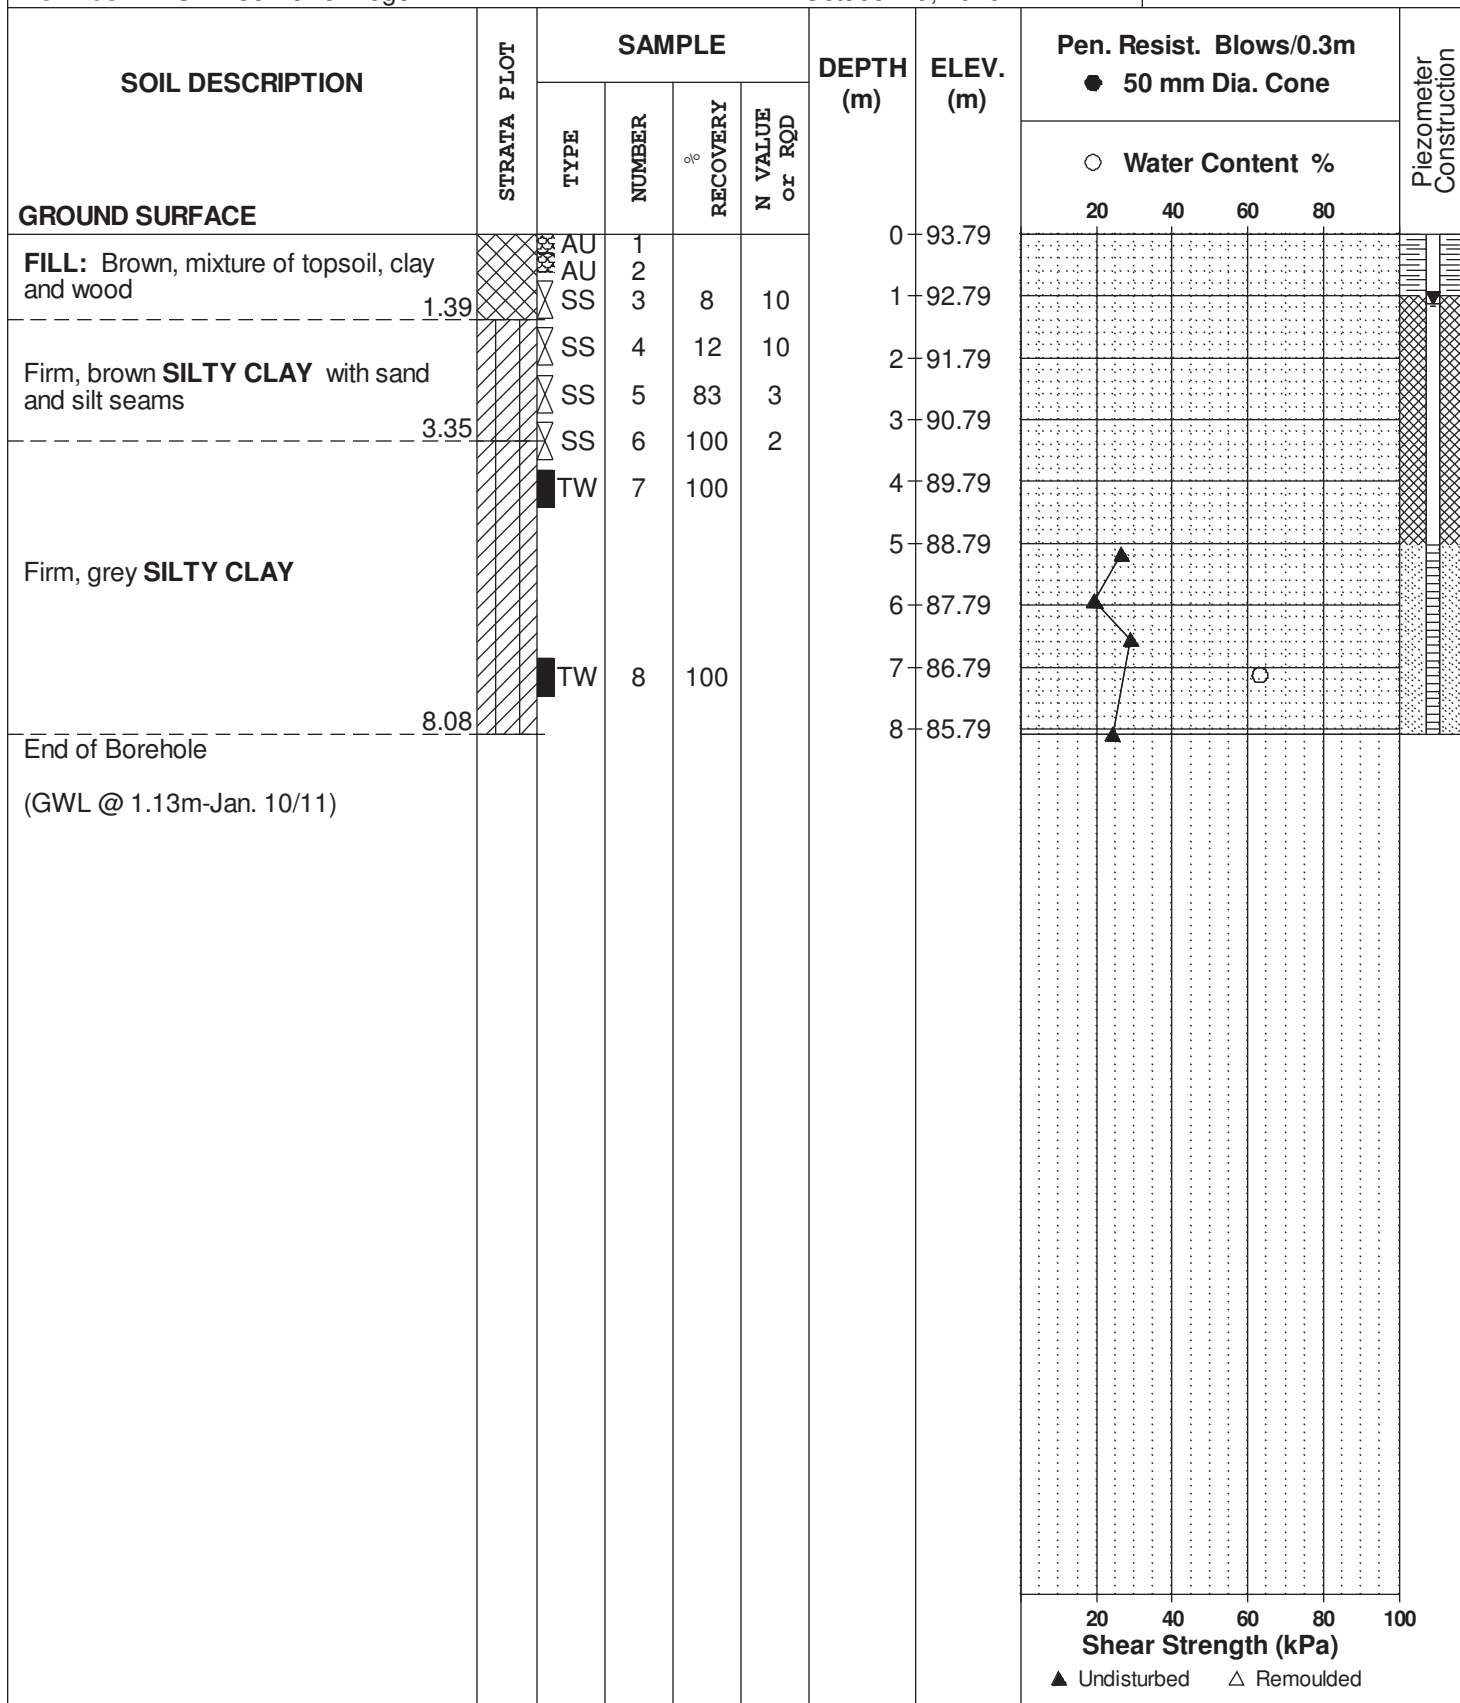 SOIL DESCRIPTION
GROUND SURFACE
STRATA PLOT
SAMPLE
TYPE
NUMBER
% RECOVERY
N VALUE or RQD
DEPTH (m)
ELEV. (m)
Pen. Resist. Blows/0.3m
● 50 mm Dia. Cone
○ Water Content %
20 40 60 80
Piezometer Construction
0 93.79
AU 1
FILL: Brown, mixture of topsoil, clay
and wood
AU 2
1.39
SS 3 8 10
1 92.79
SS 4 12 10
2 91.79
Firm, brown SILTY CLAY with sand
and silt seams
SS 5 83 3
3 90.79
3.35
SS 6 100 2
TW 7 100
4 89.79
5 88.79
Firm, grey SILTY CLAY
6 87.79
TW 8 100
7 86.79
8.08
8 85.79
End of Borehole
(GWL @ 1.13m-Jan. 10/11)
20 40 60 80 100
Shear Strength (kPa)
▲ Undisturbed △ Remoulded